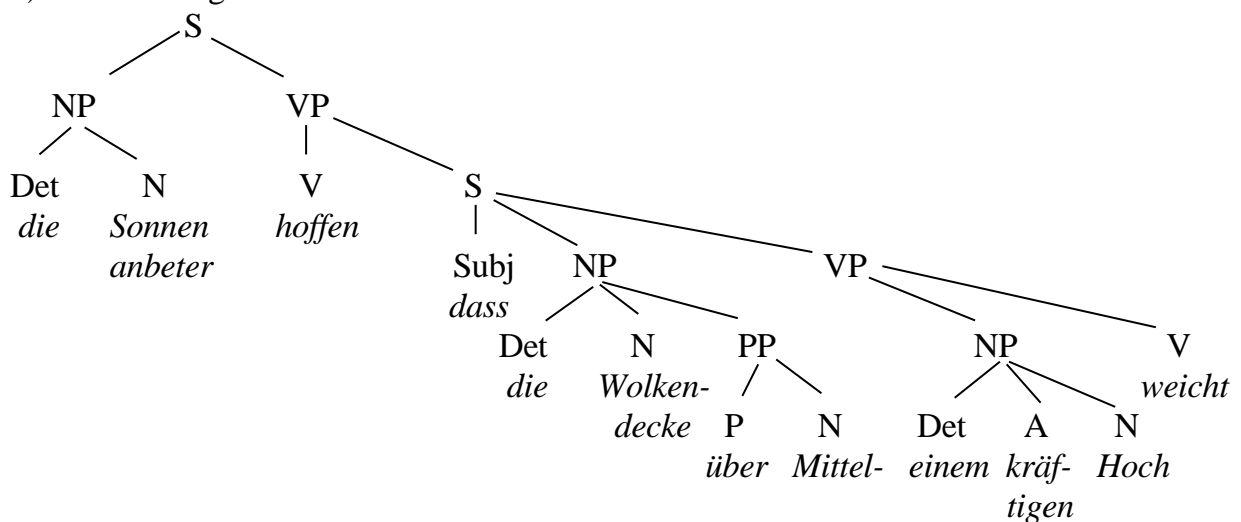 S
NP VP
Det N V S
die Sonnen hoffen
anbeter Subj NP VP
dass
Det N PP NP V
die Wolken- weicht
decke P N Det A N
über Mittel- einem kräf- Hoch
tigen